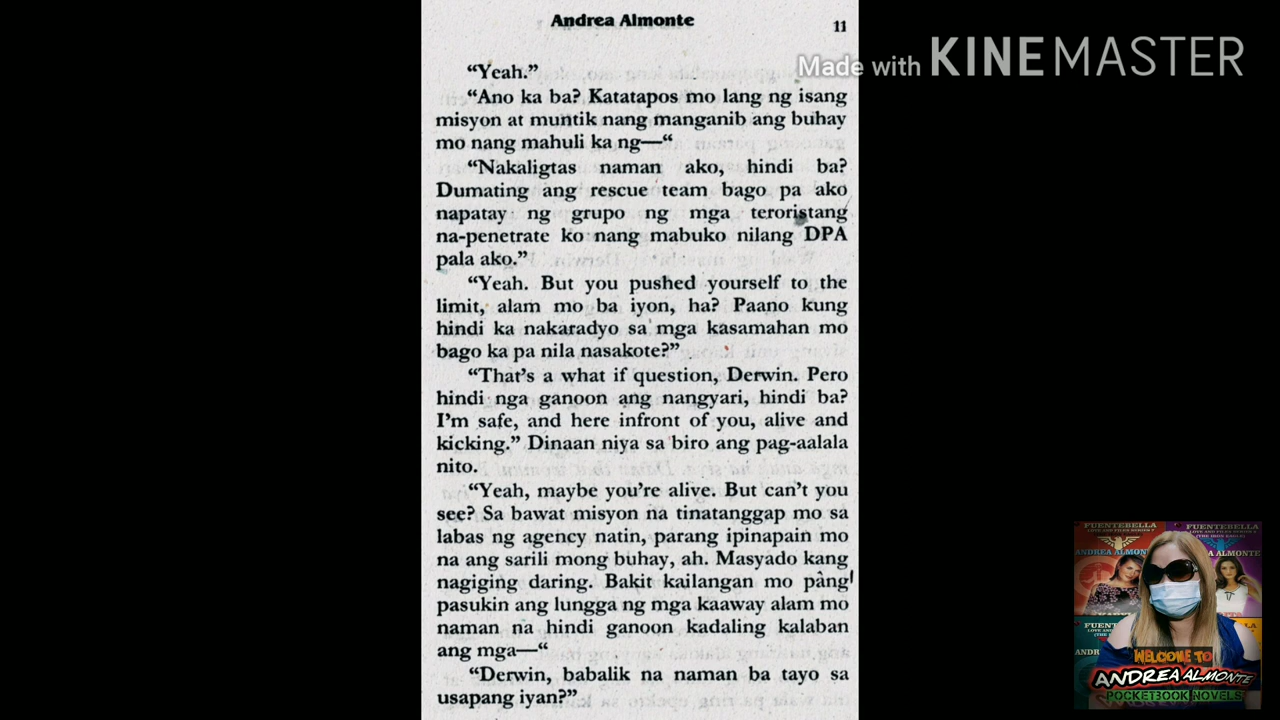 Andrea Almonte
11
Made with KINEMASTER
“Yeah.”
“Ano ka ba? Katatapos mo lang ng isang
misyon at muntik nang manganib ang buhay
mo nang mahuli ka ng—“
“Nakaligtas naman ako, hindi ba?
Dumating ang rescue team bago pa ako
napatay ng grupo ng mga teroristang
na-penetrate ko nang mabuko nilang DPA
pala ako.”
“Yeah. But you pushed yourself to the
limit, alam mo ba iyon, ha? Paano kung
hindi ka nakaradyo sa mga kasamahan mo
bago ka pa nila nasakote?”
“That’s a what if question, Derwin. Pero
hindi nga ganoon ang nangyari, hindi ba?
I’m safe, and here infront of you, alive and
kicking.” Dinaan niya sa biro ang pag-aalala
nito.
“Yeah, maybe you’re alive. But can’t you
see? Sa bawat misyon na tinatanggap mo sa
labas ng agency natin, parang ipinapain mo
na ang sarili mong buhay, ah. Masyado kang
nagiging daring. Bakit kailangan mo pang
pasukin ang lungga ng mga kaaway alam mo
naman na hindi ganoon kadaling kalaban
ang mga—“
“Derwin, babalik na naman ba tayo sa
usapang iyan?”
FUENTEBELLA
FUENTEBELLA
ANDREA ALMON
ALMONTE
FUENT
WELCOME TO
ANDREA ALMONTE
POCKETBOOK NOVELS